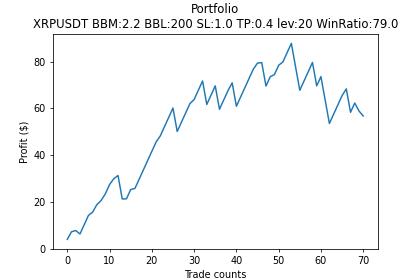 Portfolio
XRPUSDT BBM:2.2 BBL:200 SL:1.0 TP:0.4 lev:20 WinRatio:79.0
80
60
40
20
0
Profit ($)
0 10 20 30 40 50 60 70
Trade counts